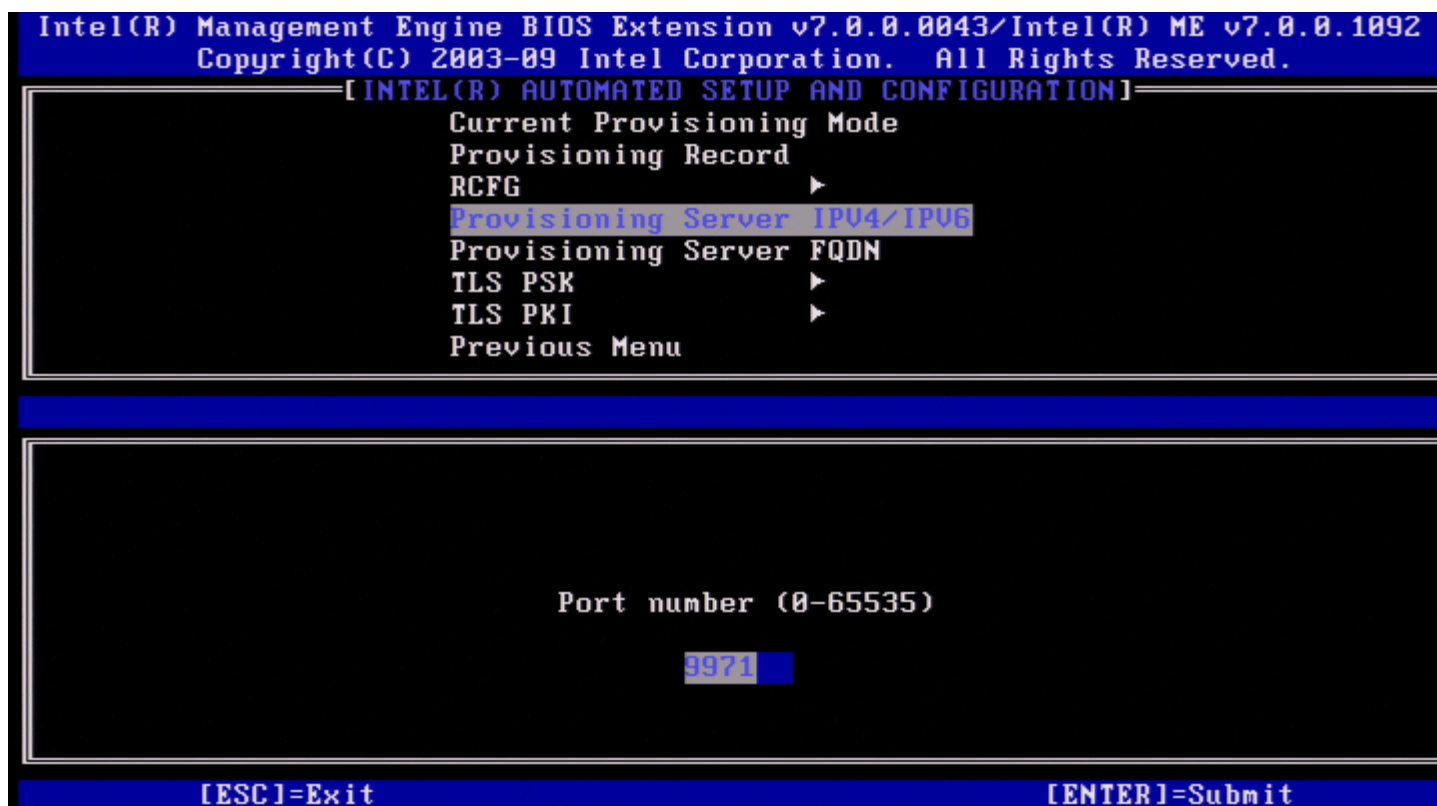 Intel(R) Management Engine BIOS Extension v7.0.0.0043/Intel(R) ME v7.0.0.1092
Copyright(C) 2003-09 Intel Corporation. All Rights Reserved.
[INTEL(R) AUTOMATED SETUP AND CONFIGURATION]
Current Provisioning Mode
Provisioning Record
RCFG ►
Provisioning Server IPV4/IPV6
Provisioning Server FQDN
TLS PSK ►
TLS PKI ►
Previous Menu
Port number (0-65535)
9971
[ESC]=Exit [ENTER]=Submit